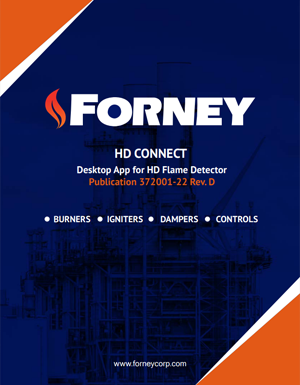 FORNEY
HD CONNECT
Desktop App for HD Flame Detector
Publication 372001-22 Rev. D
● BURNERS ● IGNITERS ● DAMPERS ● CONTROLS
www.forneycorp.com